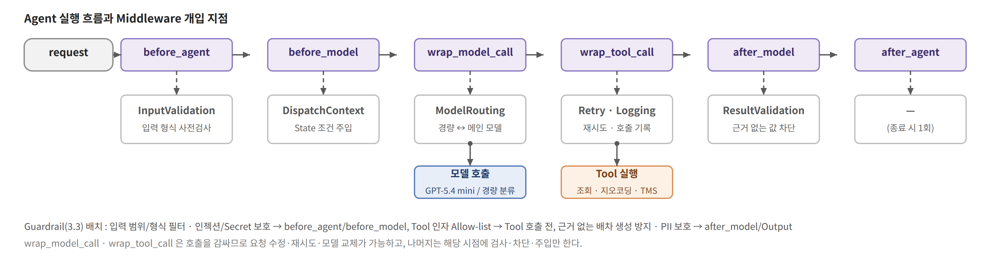 Agent 실행 흐름과 Middleware 개입 지점
request
before_agent
before_model
wrap_model_call
wrap_tool_call
after_model
after_agent
InputValidation
입력 형식 사전검사
DispatchContext
State 조건 주입
ModelRouting
경량 ↔ 메인 모델
Retry · Logging
재시도 · 호출 기록
ResultValidation
근거 없는 값 차단
—
(종료 시 1회)
모델 호출
GPT-5.4 mini / 경량 분류
Tool 실행
조회 · 지오코딩 · TMS
Guardrail(3.3) 배치 : 입력 범위/형식 필터 · 인젝션/Secret 보호 → before_agent/before_model, Tool 인자 Allow-list → Tool 호출 전, 근거 없는 배차 생성 방지 · PII 보호 → after_model/Output
wrap_model_call · wrap_tool_call 은 호출을 감싸므로 요청 수정·재시도·모델 교체가 가능하고, 나머지는 해당 시점에 검사·차단·주입만 한다.